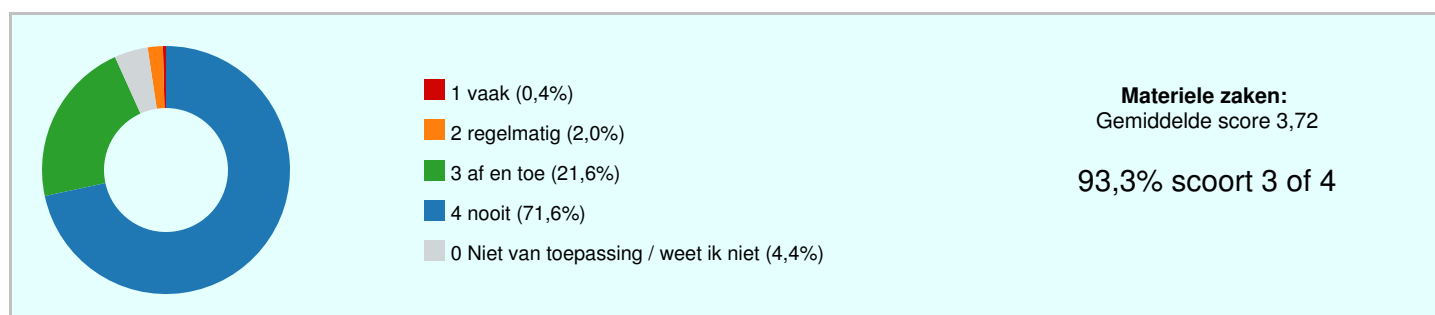 1 vaak (0,4%)
2 regelmatig (2,0%)
3 af en toe (21,6%)
4 nooit (71,6%)
0 Niet van toepassing / weet ik niet (4,4%)
Materiele zaken:
Gemiddelde score 3,72
93,3% scoort 3 of 4